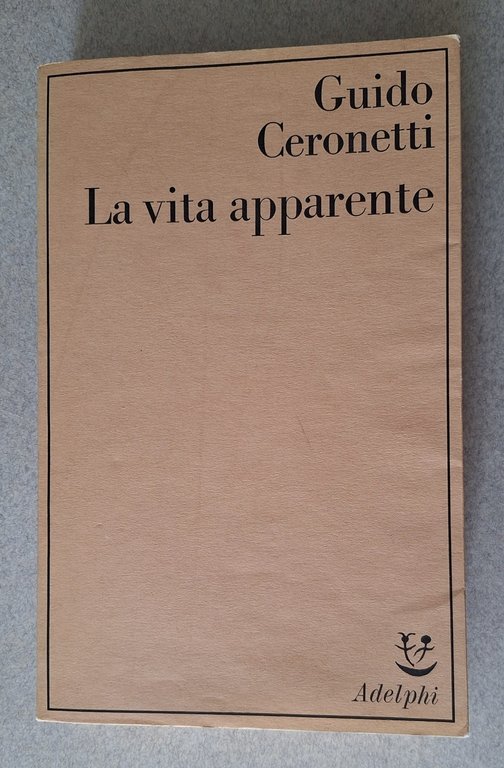 Guido
Ceronetti
La vita apparente
Adelphi